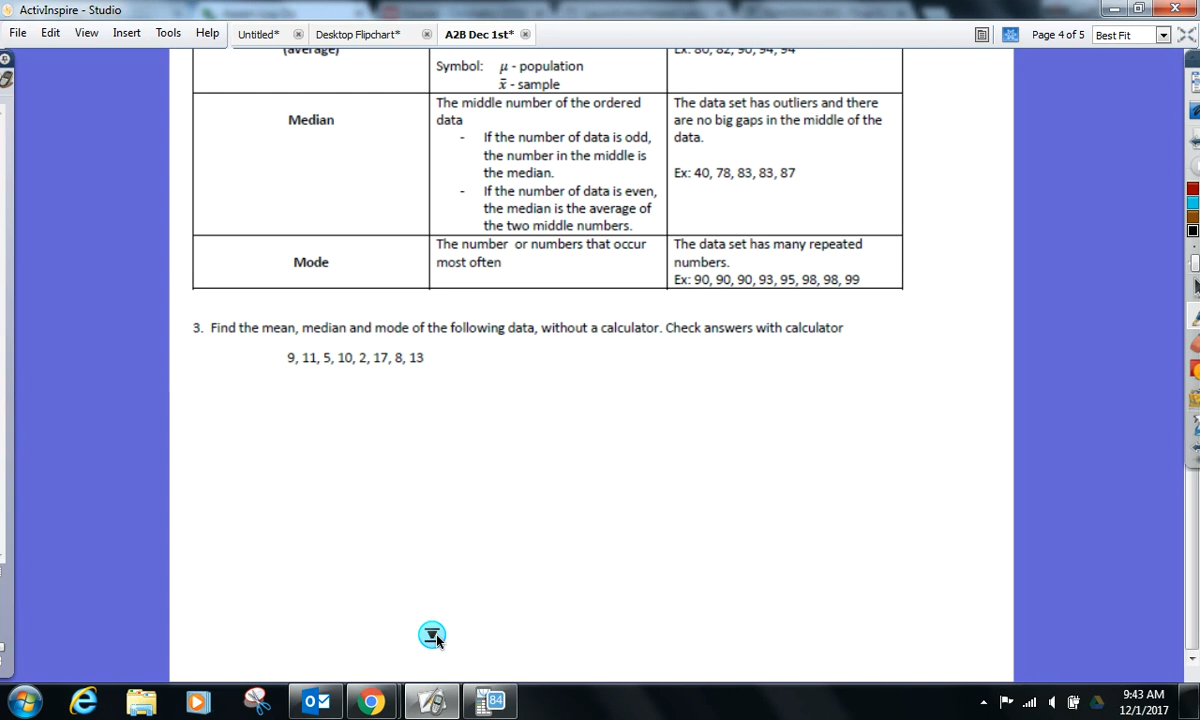 ActivInspire - Studio
File Edit View Insert Tools Help Untitled* Desktop Flipchart* A2B Dec 1st* Page 4 of 5 Best Fit
(average)
Ex: 80, 82, 90, 94, 94
Symbol: μ - population
x̄ - sample
Median
The middle number of the ordered
data
- If the number of data is odd,
the number in the middle is
the median.
- If the number of data is even,
the median is the average of
the two middle numbers.
The data set has outliers and there
are no big gaps in the middle of the
data.
Ex: 40, 78, 83, 83, 87
Mode
The number or numbers that occur
most often
The data set has many repeated
numbers.
Ex: 90, 90, 90, 93, 95, 98, 98, 99
3. Find the mean, median and mode of the following data, without a calculator. Check answers with calculator
9, 11, 5, 10, 2, 17, 8, 13
84
9:43 AM
12/1/2017